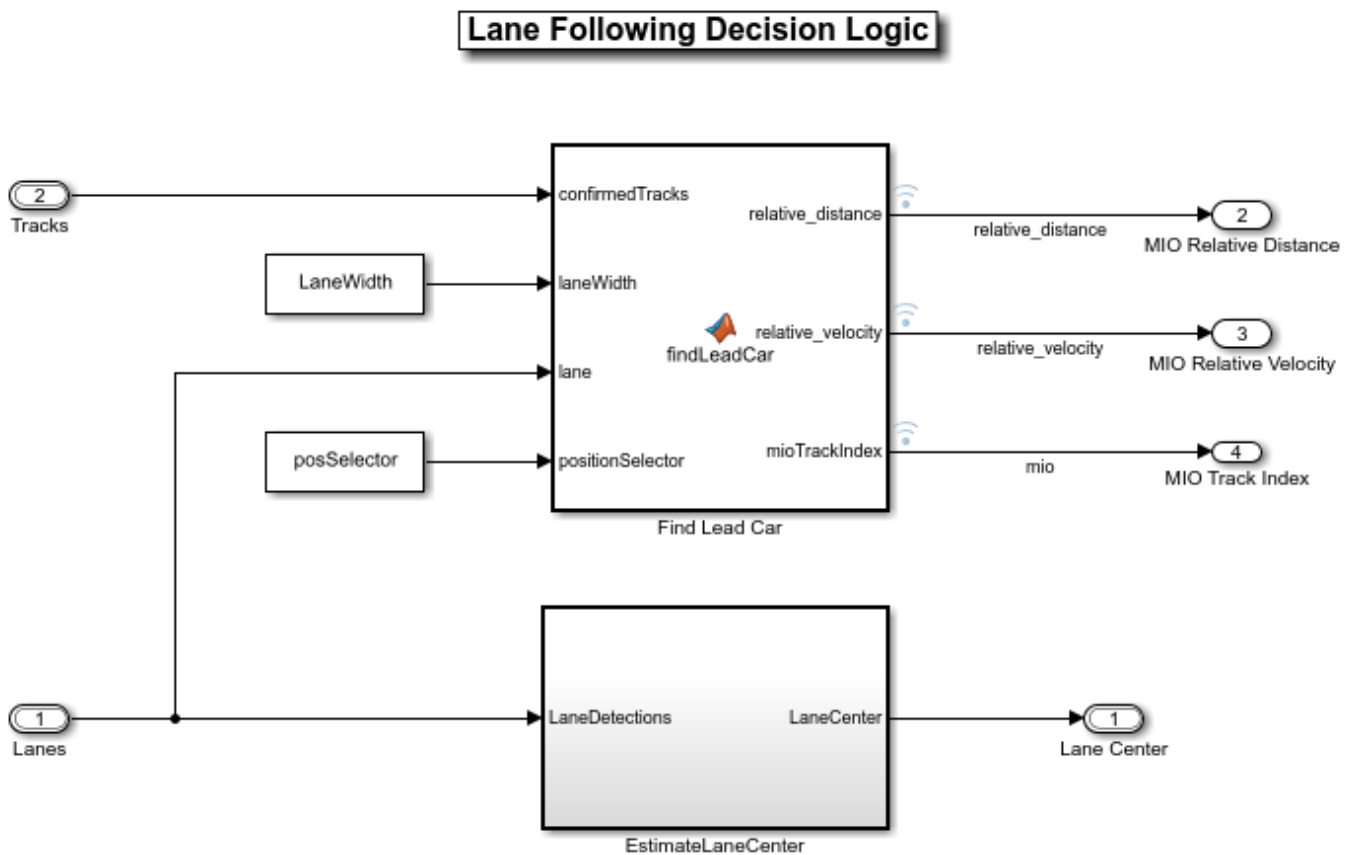 Lane Following Decision Logic
2
Tracks
LaneWidth
posSelector
confirmedTracks
laneWidth
lane
positionSelector
findLeadCar
relative_distance
relative_velocity
mioTrackIndex
Find Lead Car
relative_distance
2
MIO Relative Distance
relative_velocity
3
MIO Relative Velocity
mio
4
MIO Track Index
1
Lanes
LaneDetections
LaneCenter
EstimateLaneCenter
1
Lane Center